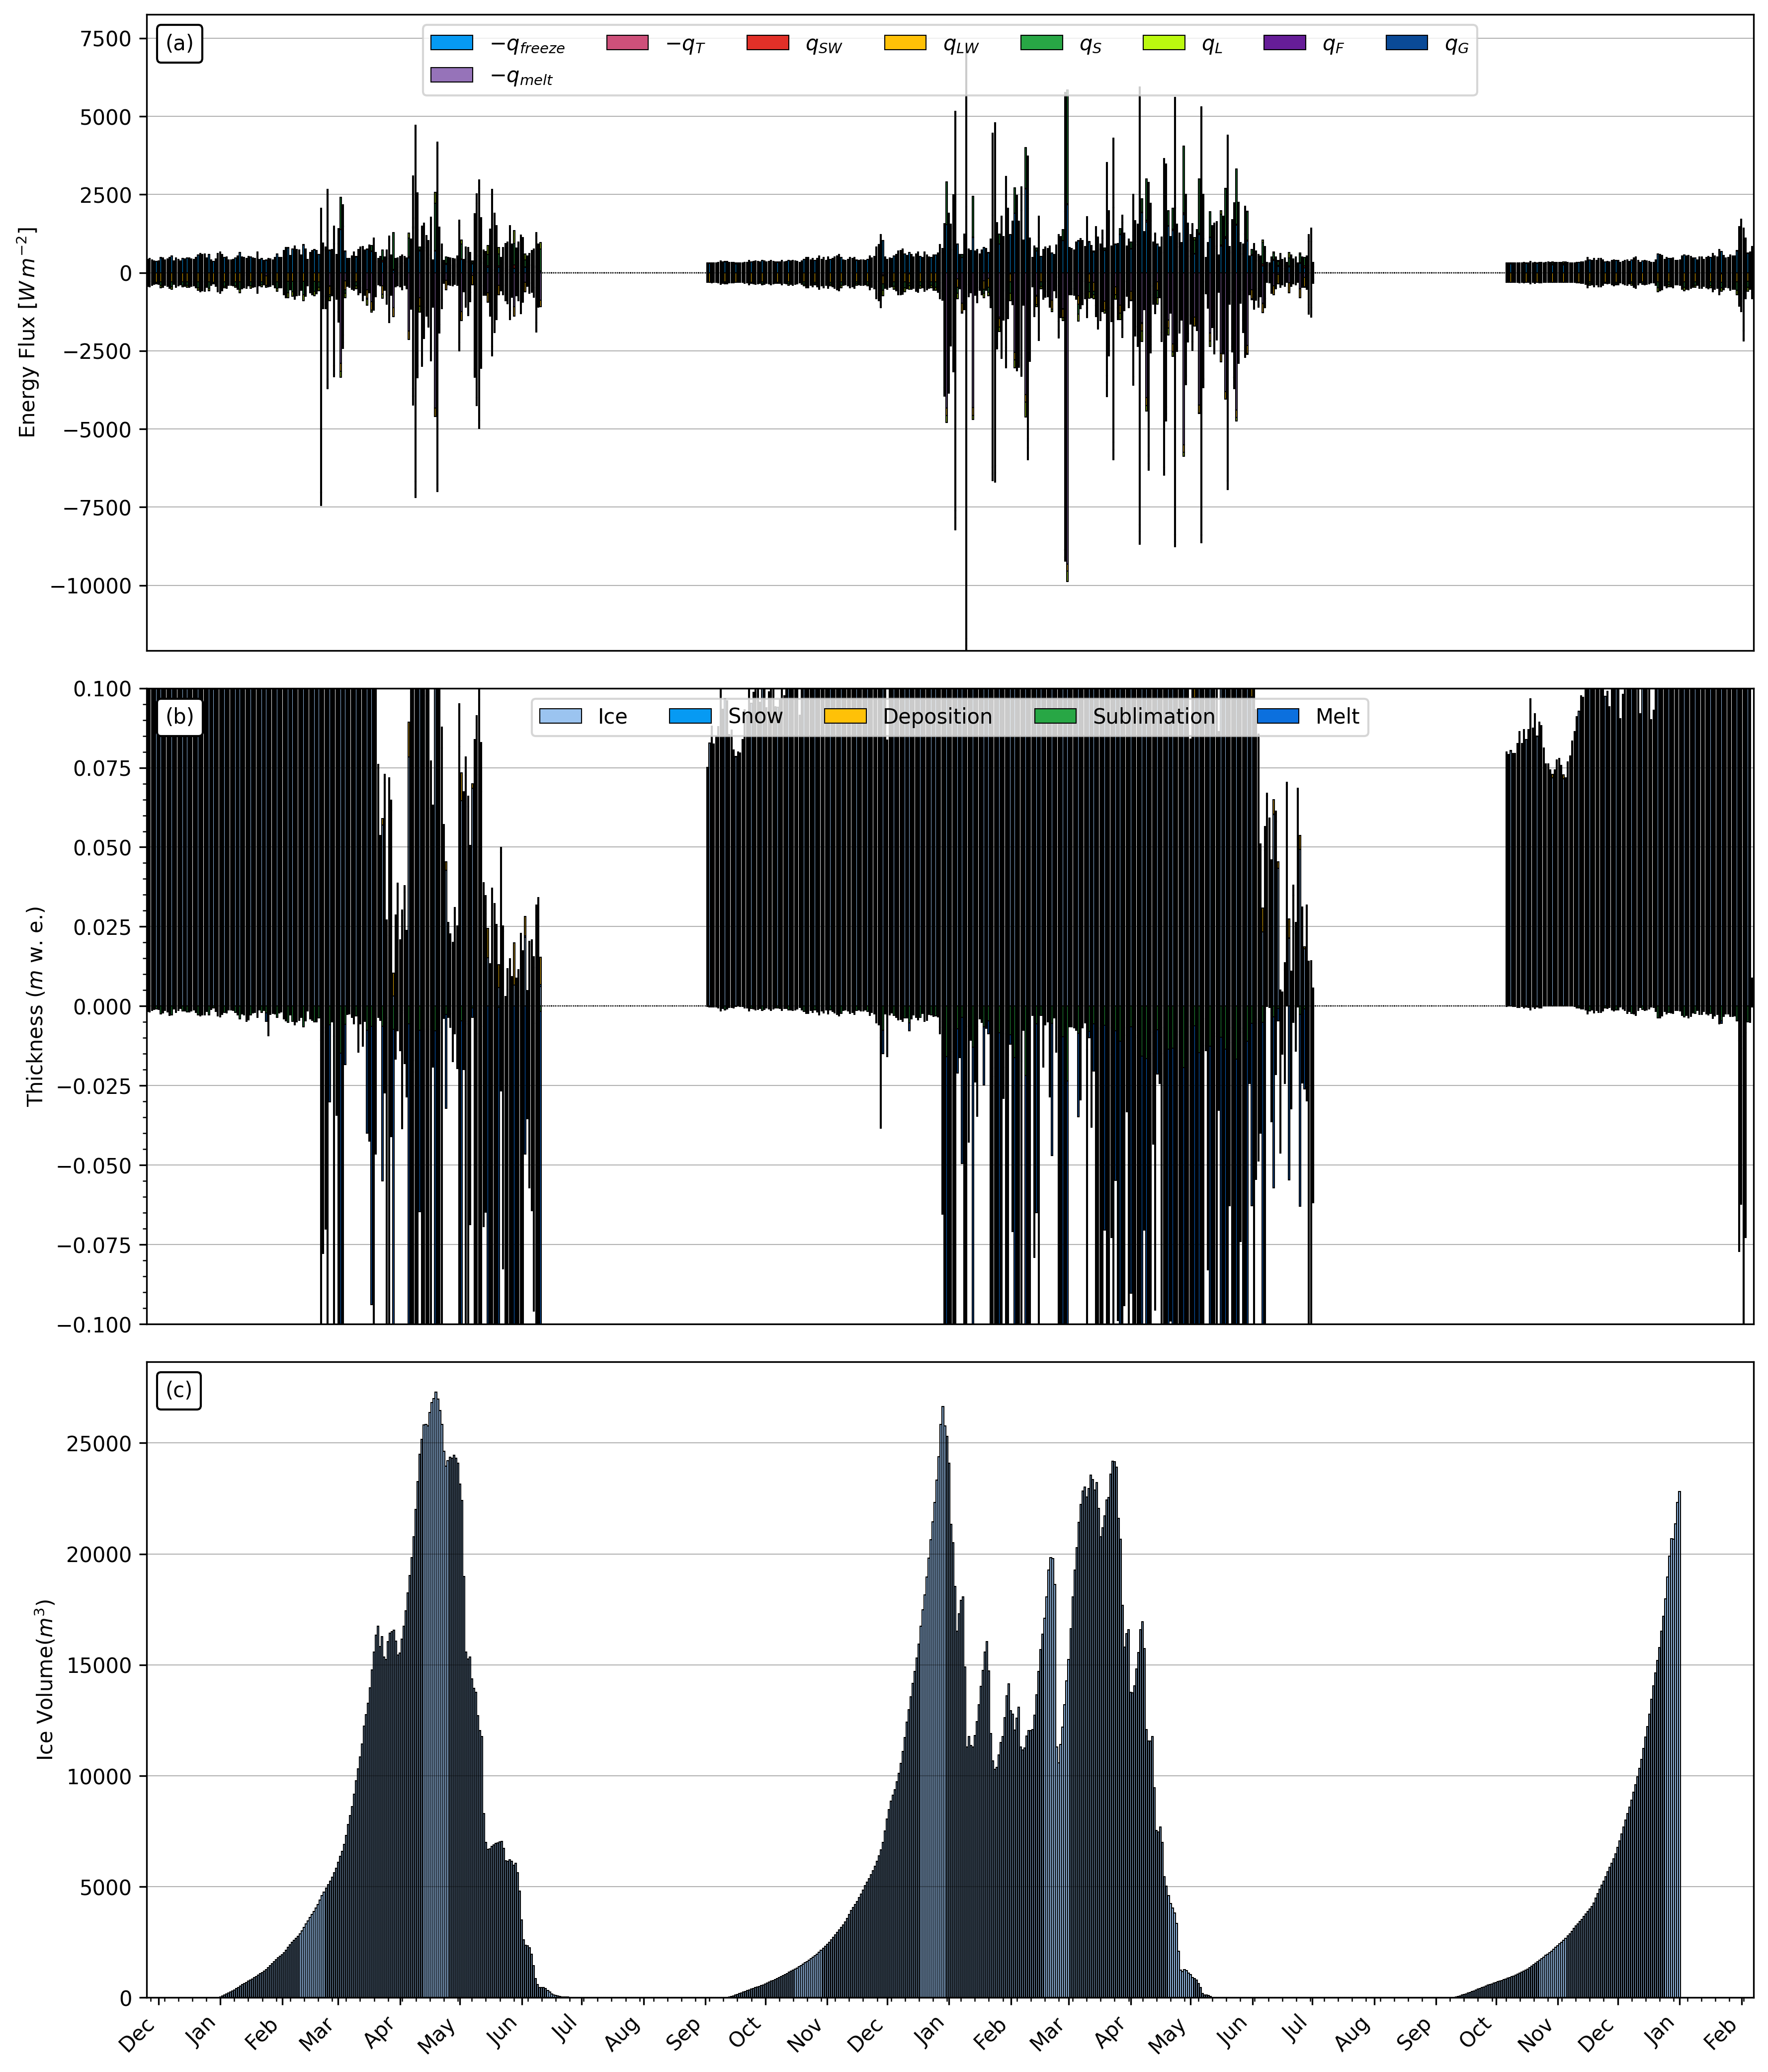 (a)
−q_freeze −q_T q_SW q_LW q_S q_L q_F q_G
−q_melt
7500
5000
2500
0
−2500
−5000
−7500
−10000
Energy Flux [W m⁻²]
(b)
Ice Snow Deposition Sublimation Melt
0.100
0.075
0.050
0.025
0.000
−0.025
−0.050
−0.075
−0.100
Thickness (m w. e.)
(c)
25000
20000
15000
10000
5000
0
Ice Volume(m³)
Dec Jan Feb Mar Apr May Jun Jul Aug Sep Oct Nov Dec Jan Feb Mar Apr May Jun Jul Aug Sep Oct Nov Dec Jan Feb